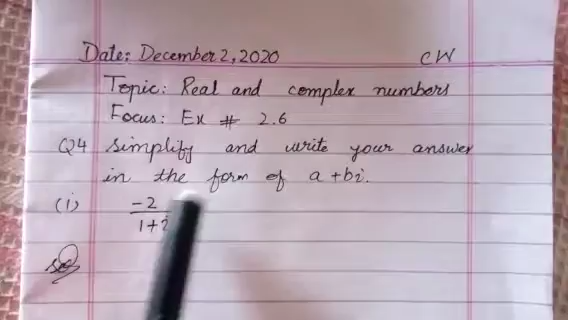 Date: December 2, 2020 CW
Topic: Real and complex numbers
Focus: Ex # 2.6
Q4 simplify and write your answer
in the form of a + bi.
(i) -2
1+i